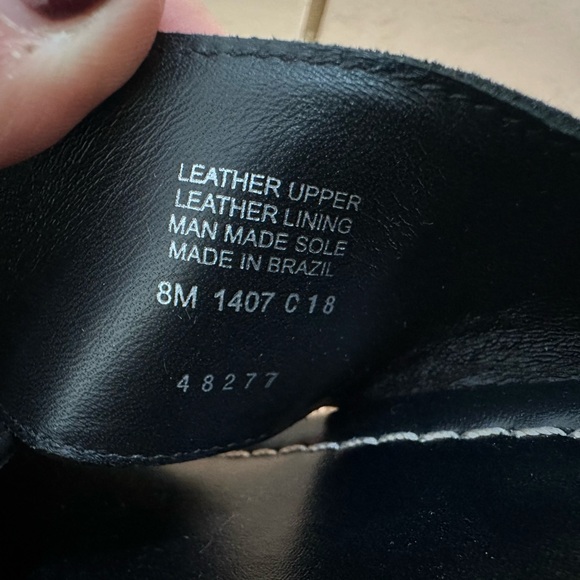 LEATHER UPPER
LEATHER LINING
MAN MADE SOLE
MADE IN BRAZIL
8M 1407 C18
48277